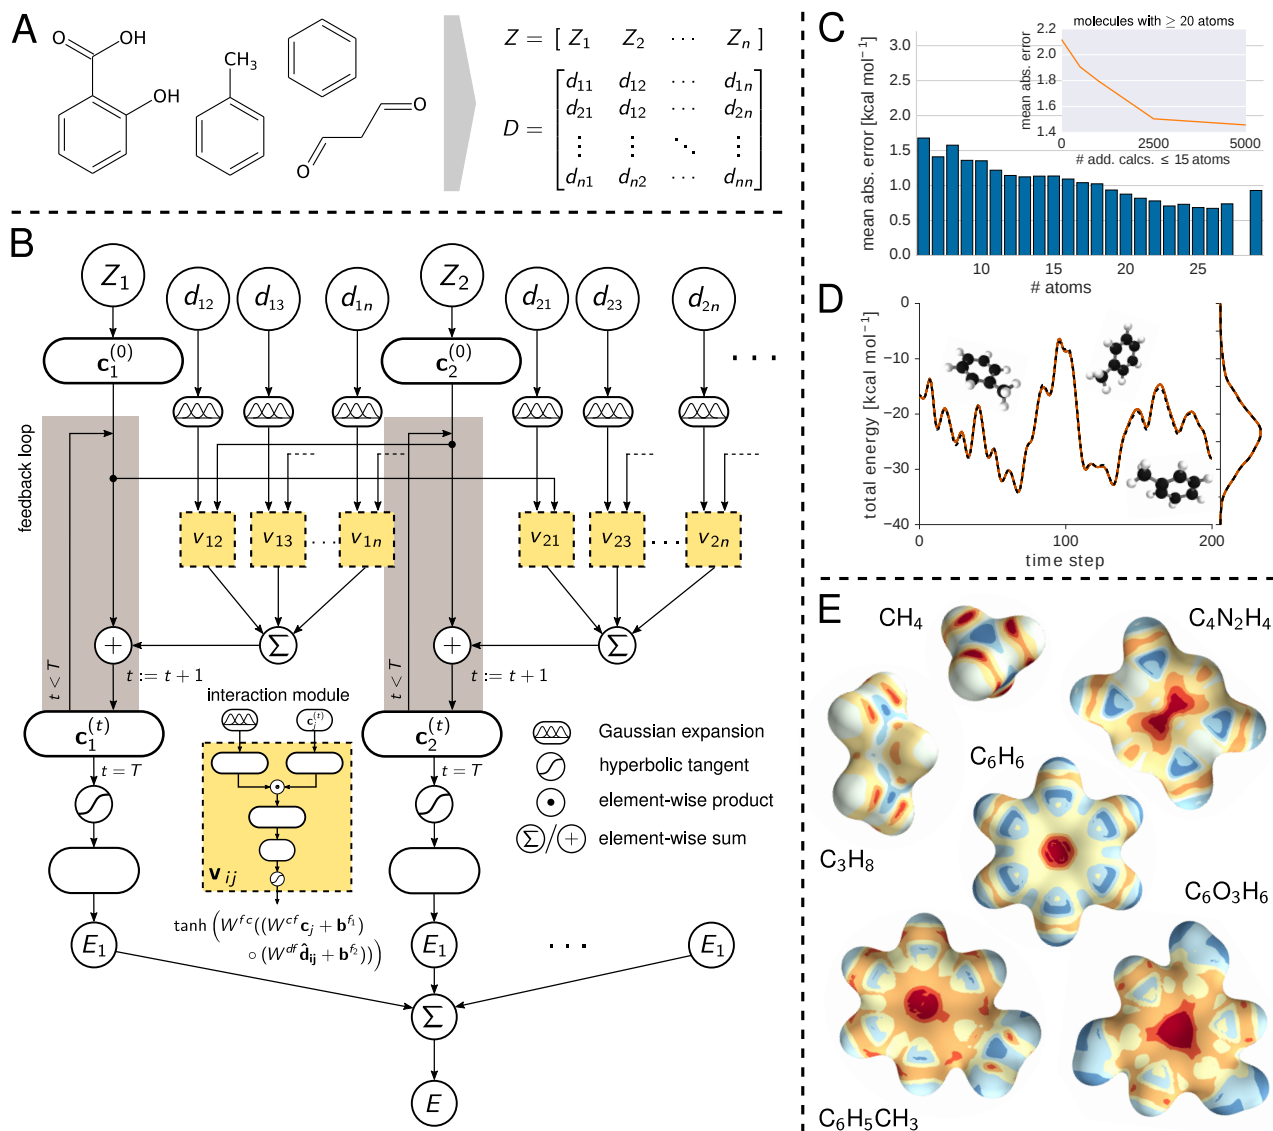 A
O
OH
OH
CH3
O
O
Z = [ Z1 Z2 ⋯ Zn ]
D =
d11 d12 ⋯ d1n
d21 d12 ⋯ d2n
⋮ ⋮ ⋱ ⋮
dn1 dn2 ⋯ dnn
B
Z1
d12
d13
d1n
Z2
d21
d23
d2n
c1(0)
c2(0)
...
feedback loop
v12
v13
...
v1n
v21
v23
...
v2n
+
Σ
+
Σ
t < T
t := t + 1
t < T
t := t + 1
interaction module
cj(t)
c1(t)
c2(t)
t = T
t = T
vij
Gaussian expansion
hyperbolic tangent
element-wise product
Σ/+ element-wise sum
tanh (Wfc((Wcfcj + bf1)
∘ (Wdfd̂ij + bf2)))
E1
E1
...
E1
Σ
E
C
mean abs. error [kcal mol−1]
3.0
2.5
2.0
1.5
1.0
0.5
0.0
10 15 20 25
# atoms
molecules with ≥ 20 atoms
mean abs. error
2.2
2.0
1.8
1.6
1.4
0 2500 5000
# add. calcs. ≤ 15 atoms
D
total energy [kcal mol−1]
0
−10
−20
−30
−40
0 50 100 150 200
time step
E
CH4
C4N2H4
C6H6
C3H8
C6O3H6
C6H5CH3